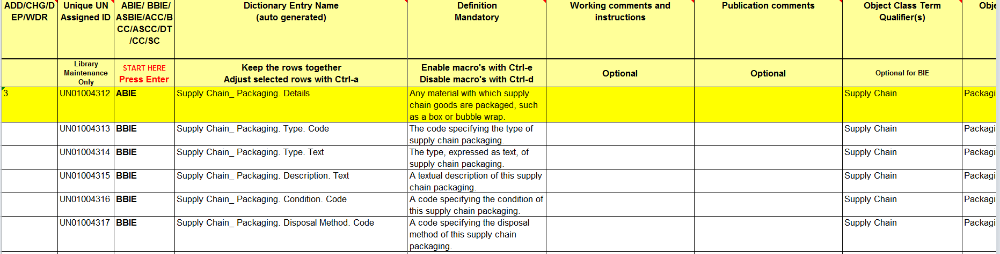 ADD/CHG/D
EP/WDR
Unique UN
Assigned ID
ABIE/ BBIE/
ASBIE/ACC/B
CC/ASCC/DT
/CC/SC
Dictionary Entry Name
(auto generated)
Definition
Mandatory
Working comments and
instructions
Publication comments
Object Class Term
Qualifier(s)
Obje
Library
Maintenance
Only
START HERE
Press Enter
Keep the rows together
Adjust selected rows with Ctrl-a
Enable macro's with Ctrl-e
Disable macro's with Ctrl-d
Optional
Optional
Optional for BIE
3
UN01004312
ABIE
Supply Chain_ Packaging. Details
Any material with which supply
chain goods are packaged, such
as a box or bubble wrap.
Supply Chain
Packagi
UN01004313
BBIE
Supply Chain_ Packaging. Type. Code
The code specifying the type of
supply chain packaging.
Supply Chain
Packagi
UN01004314
BBIE
Supply Chain_ Packaging. Type. Text
The type, expressed as text, of
supply chain packaging.
Supply Chain
Packagi
UN01004315
BBIE
Supply Chain_ Packaging. Description. Text
A textual description of this supply
chain packaging.
Supply Chain
Packagi
UN01004316
BBIE
Supply Chain_ Packaging. Condition. Code
A code specifying the condition of
this supply chain packaging.
Supply Chain
Packagi
UN01004317
BBIE
Supply Chain_ Packaging. Disposal Method. Code
A code specifying the disposal
method of this supply chain
packaging.
Supply Chain
Packagi